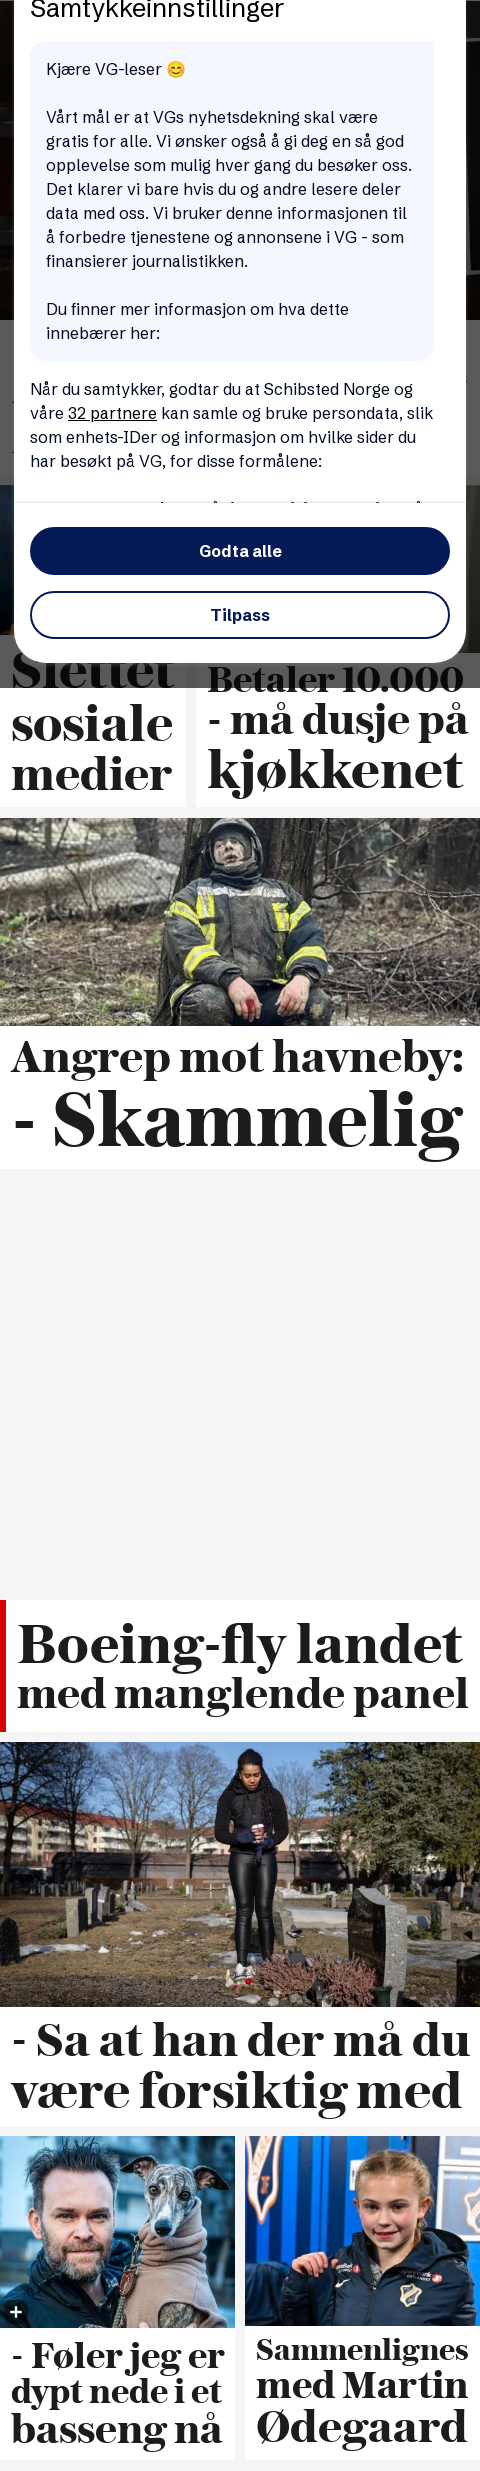 Samtykkeinnstillinger
Kjære VG-leser 😊
Vårt mål er at VGs nyhetsdekning skal være
gratis for alle. Vi ønsker også å gi deg en så god
opplevelse som mulig hver gang du besøker oss.
Det klarer vi bare hvis du og andre lesere deler
data med oss. Vi bruker denne informasjonen til
å forbedre tjenestene og annonsene i VG - som
finansierer journalistikken.
Du finner mer informasjon om hva dette
innebærer her:
Når du samtykker, godtar du at Schibsted Norge og
våre 32 partnere kan samle og bruke persondata, slik
som enhets-IDer og informasjon om hvilke sider du
har besøkt på VG, for disse formålene:
Godta alle
Tilpass
Slettet
sosiale
medier
Betaler 10.000
- må dusje på
kjøkkenet
Angrep mot havneby:
- Skammelig
Boeing-fly landet
med manglende panel
- Sa at han der må du
være forsiktig med
- Føler jeg er
dypt nede i et
basseng nå
Sammenlignes
med Martin
Ødegaard